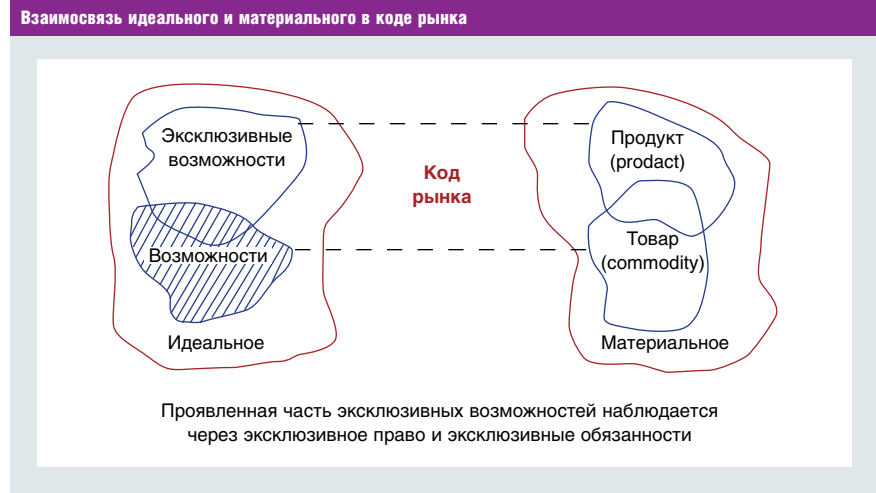 Взаимосвязь идеального и материального в коде рынка
Эксклюзивные
возможности
Возможности
Идеальное
Код
рынка
Продукт
(prodact)
Товар
(commodity)
Материальное
Проявленная часть эксклюзивных возможностей наблюдается
через эксклюзивное право и эксклюзивные обязанности